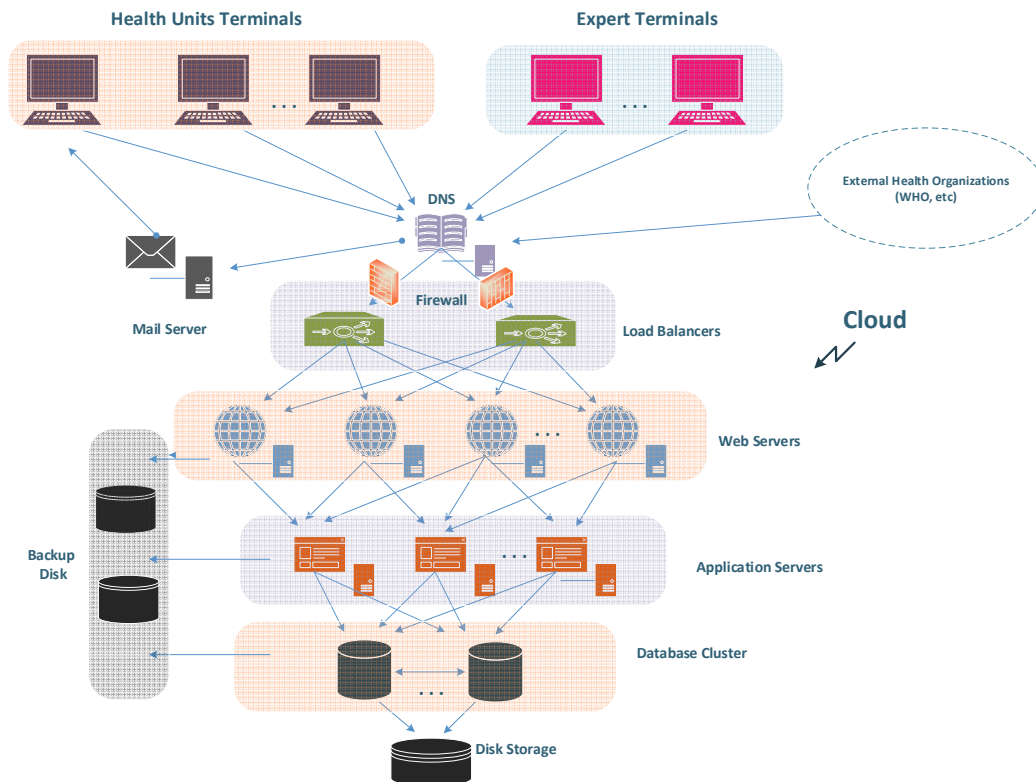 Health Units Terminals
Expert Terminals
...
...
External Health Organizations
(WHO, etc)
DNS
Firewall
Mail Server
Load Balancers
Cloud
Web Servers
...
Backup
Disk
...
Application Servers
Database Cluster
...
Disk Storage